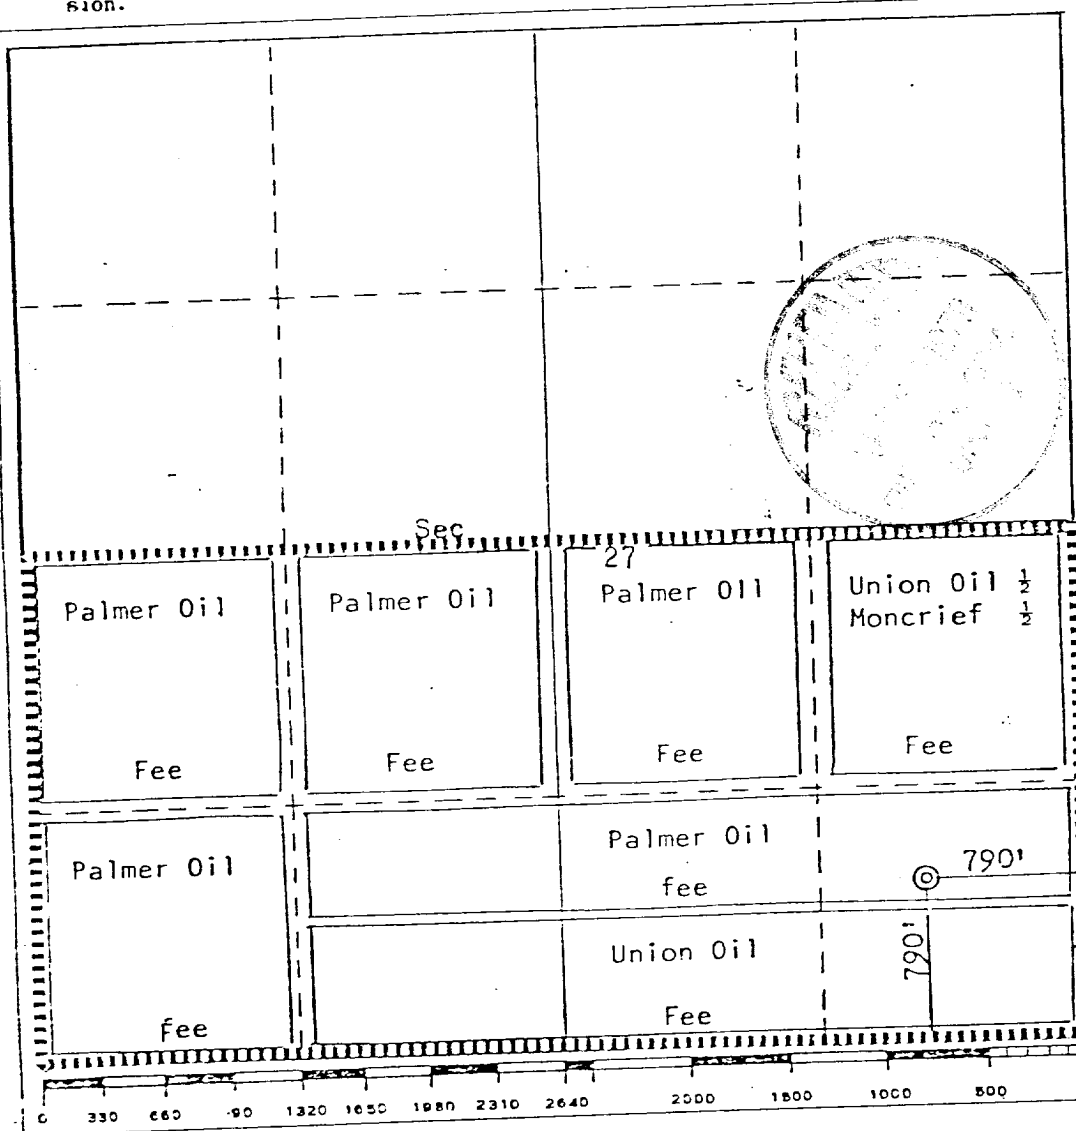 sion.
Sec
27
Palmer Oil
Palmer Oil
Palmer Oil
Union Oil ½
Moncrief ½
Fee
Fee
Fee
Fee
Palmer Oil
Palmer Oil
fee
790'
Union Oil
790'
fee
Fee
0 330 660 -90 1320 1650 1980 2310 2640 2000 1500 1000 500